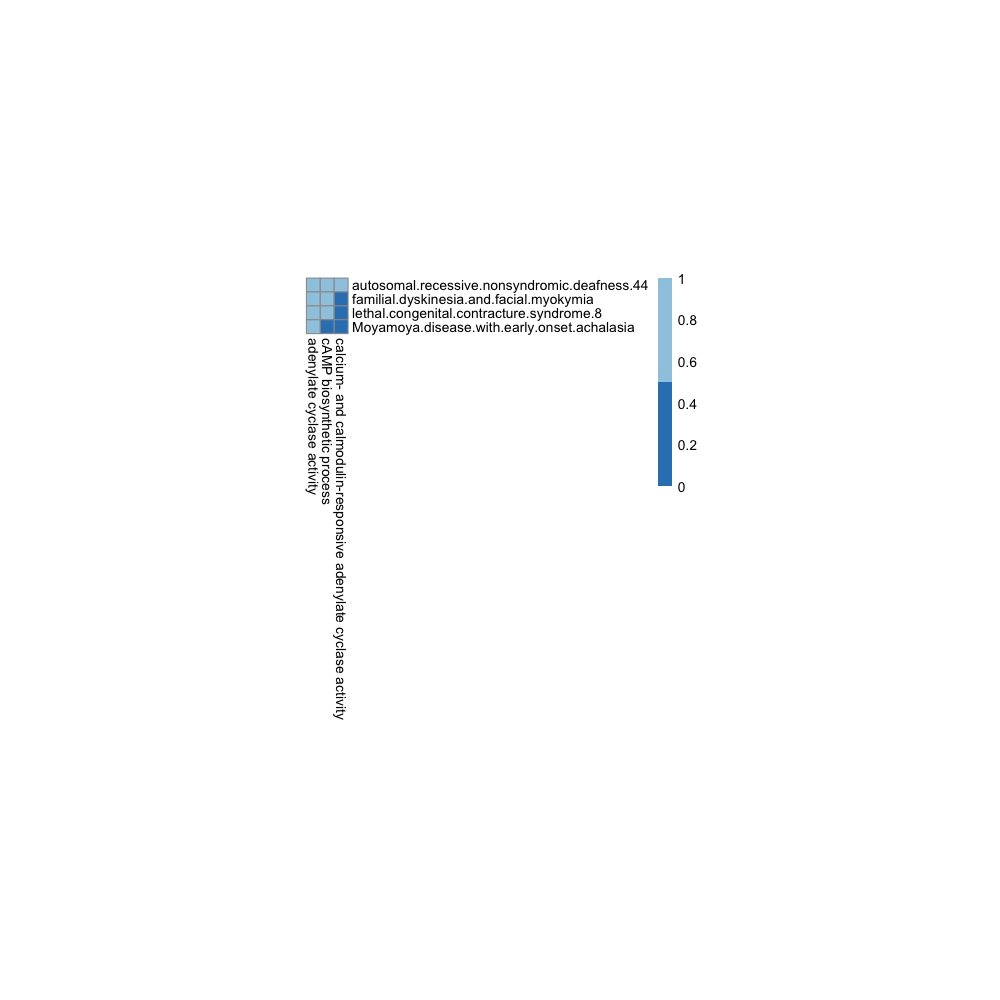 autosomal.recessive.nonsyndromic.deafness.44
familial.dyskinesia.and.facial.myokymia
lethal.congenital.contracture.syndrome.8
Moyamoya.disease.with.early.onset.achalasia
adenylate cyclase activity
cAMP biosynthetic process
calcium- and calmodulin-responsive adenylate cyclase activity
1
0.8
0.6
0.4
0.2
0